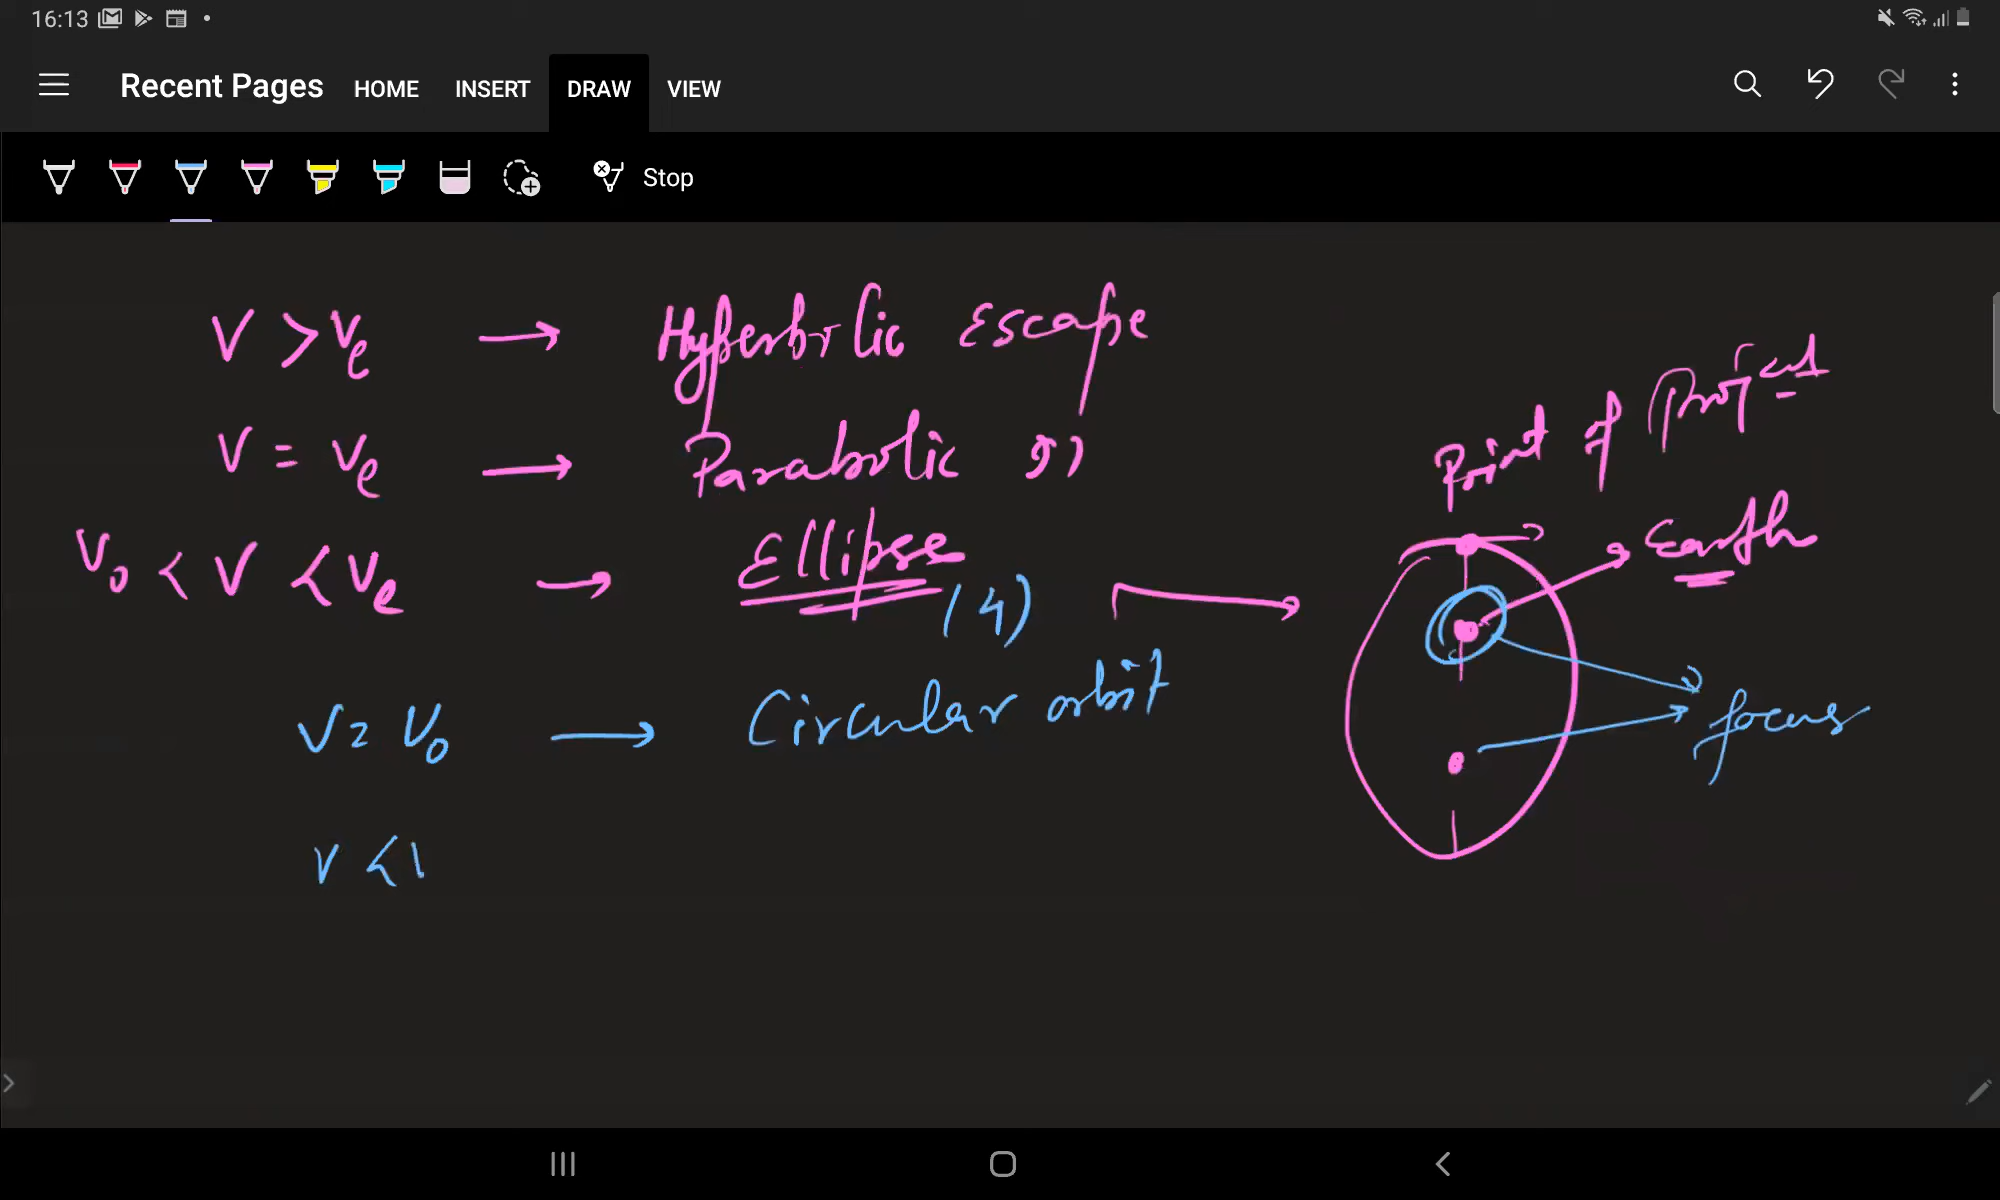 16:13
Recent Pages HOME INSERT DRAW VIEW
Stop
V > Ve → Hyperbolic Escape
V = Ve → Parabolic ")
V0 < V < Ve → Ellipse
(4)
V = V0 → Circular orbit
V <
Point of Project
Earth
focus